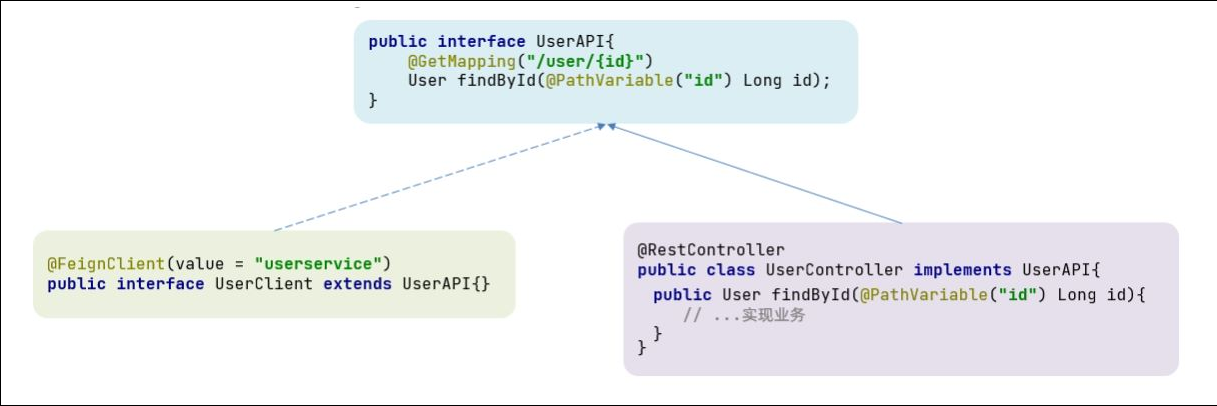 public interface UserAPI{
    @GetMapping("/user/{id}")
    User findById(@PathVariable("id") Long id);
}
@FeignClient(value = "userservice")
public interface UserClient extends UserAPI{}
@RestController
public class UserController implements UserAPI{
  public User findById(@PathVariable("id") Long id){
     // ...实现业务
  }
}